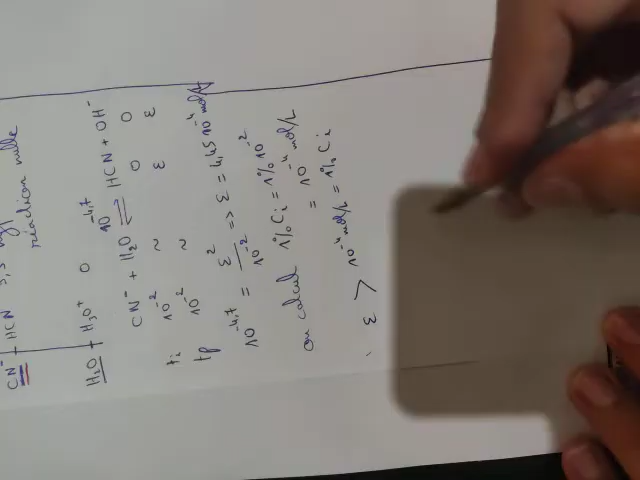 CN⁻ + HCN
réaction nulle
H₂O + H₃O⁺ 0
10^-4,7
CN⁻ + H₂O ⇌ HCN + OH⁻
ti 10⁻² ~ 0 0
tf 10⁻² ~ ε ε
10^-4,7 = ε² / 10⁻² => ε = 4,45 10⁻⁴ mol/l
on calcul 1% Ci = 1% 10⁻²
= 10⁻⁴ mol/L
ε > 10⁻⁴ mol/L = 1% Ci